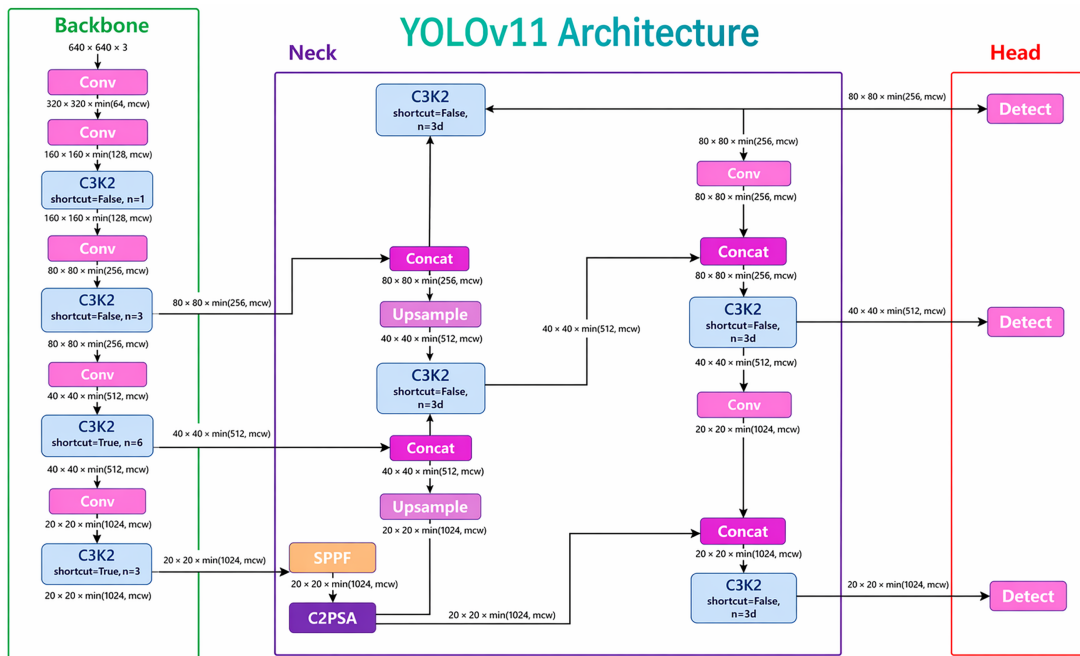 YOLOv11 Architecture
Backbone
640 × 640 × 3
Conv
320 × 320 × min(64, mcw)
Conv
160 × 160 × min(128, mcw)
C3K2
shortcut=False, n=1
160 × 160 × min(128, mcw)
Conv
80 × 80 × min(256, mcw)
C3K2
shortcut=False, n=3
80 × 80 × min(256, mcw)
Conv
40 × 40 × min(512, mcw)
C3K2
shortcut=True, n=6
40 × 40 × min(512, mcw)
Conv
20 × 20 × min(1024, mcw)
C3K2
shortcut=True, n=3
20 × 20 × min(1024, mcw)
80 × 80 × min(256, mcw)
40 × 40 × min(512, mcw)
20 × 20 × min(1024, mcw)
Neck
C3K2
shortcut=False,
n=3d
Concat
80 × 80 × min(256, mcw)
Upsample
40 × 40 × min(512, mcw)
C3K2
shortcut=False,
n=3d
Concat
40 × 40 × min(512, mcw)
Upsample
20 × 20 × min(1024, mcw)
SPPF
20 × 20 × min(1024, mcw)
C2PSA
20 × 20 × min(1024, mcw)
40 × 40 × min(512, mcw)
80 × 80 × min(256, mcw)
Conv
80 × 80 × min(256, mcw)
Concat
80 × 80 × min(256, mcw)
C3K2
shortcut=False,
n=3d
40 × 40 × min(512, mcw)
Conv
20 × 20 × min(1024, mcw)
Concat
20 × 20 × min(1024, mcw)
C3K2
shortcut=False,
n=3d
80 × 80 × min(256, mcw)
40 × 40 × min(512, mcw)
20 × 20 × min(1024, mcw)
Head
Detect
Detect
Detect